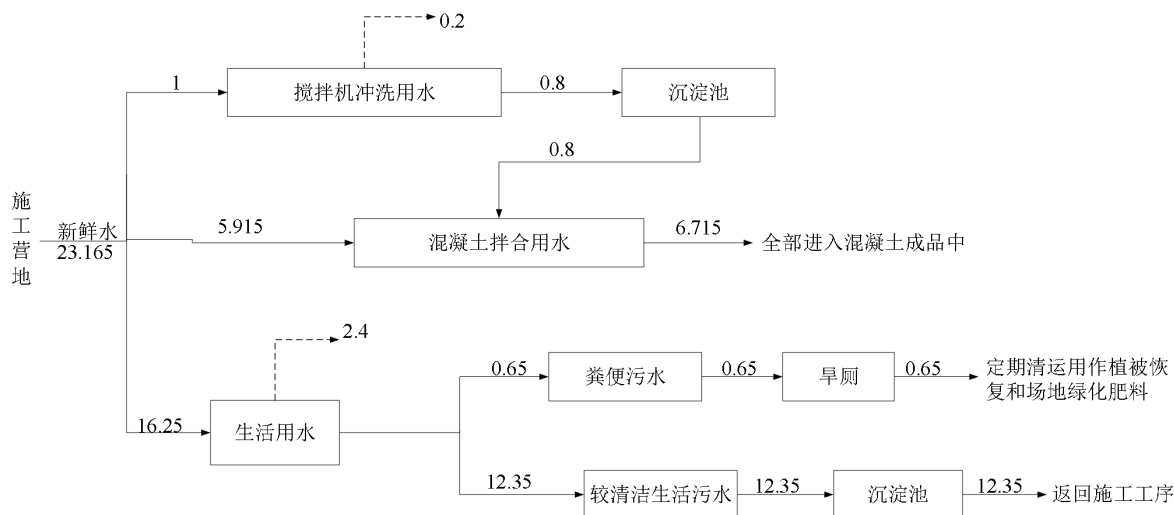 0.2
1
搅拌机冲洗用水
0.8
沉淀池
0.8
施工营地
新鲜水
23.165
5.915
混凝土拌合用水
6.715
全部进入混凝土成品中
2.4
16.25
生活用水
0.65
粪便污水
0.65
旱厕
0.65
定期清运用作植被恢
复和场地绿化肥料
12.35
较清洁生活污水
12.35
沉淀池
12.35
返回施工工序